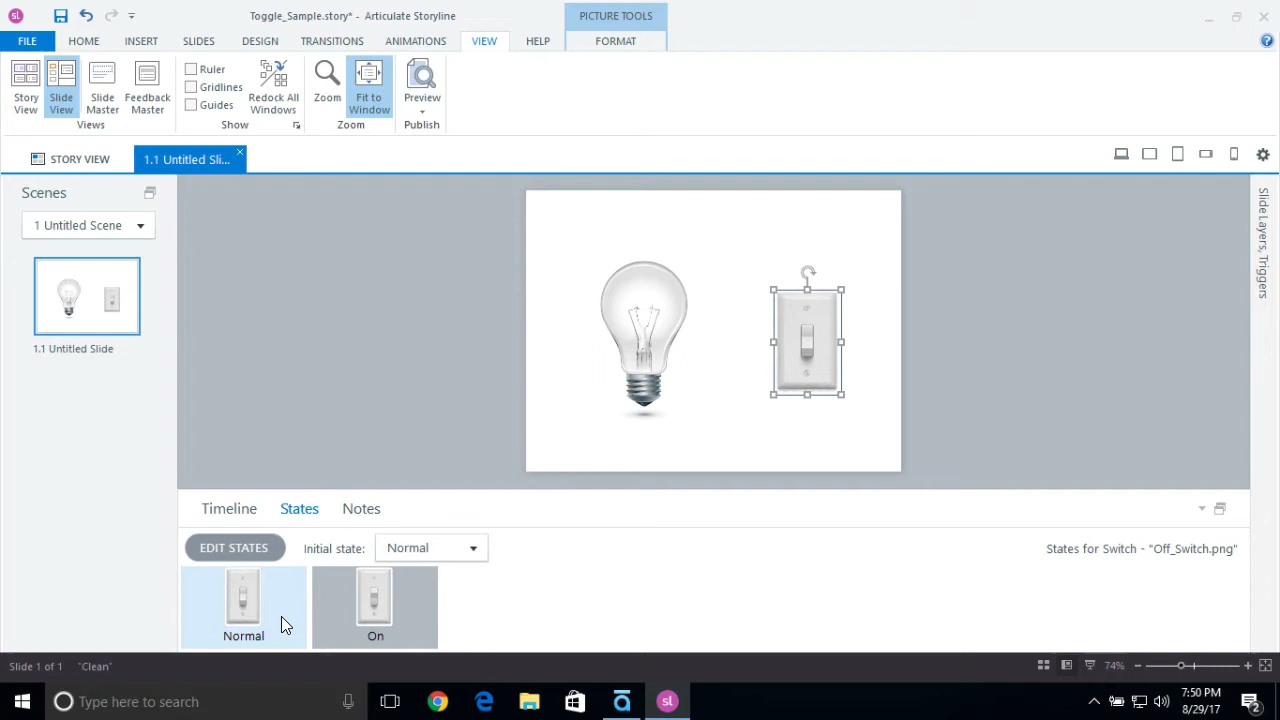 sl
Toggle_Sample.story* - Articulate Storyline
PICTURE TOOLS
FILE HOME INSERT SLIDES DESIGN TRANSITIONS ANIMATIONS VIEW HELP FORMAT
Story View
Slide View
Slide Master
Feedback Master
Views
Ruler
Gridlines
Guides
Redock All Windows
Show
Zoom
Fit to Window
Zoom
Preview
Publish
STORY VIEW
1.1 Untitled Sli...
Scenes
1 Untitled Scene
1.1 Untitled Slide
Slide Layers, Triggers
Timeline States Notes
EDIT STATES
Initial state: Normal
States for Switch - "Off_Switch.png"
Normal
On
Slide 1 of 1 "Clean"
74%
Type here to search
sl
7:50 PM
8/29/17
2